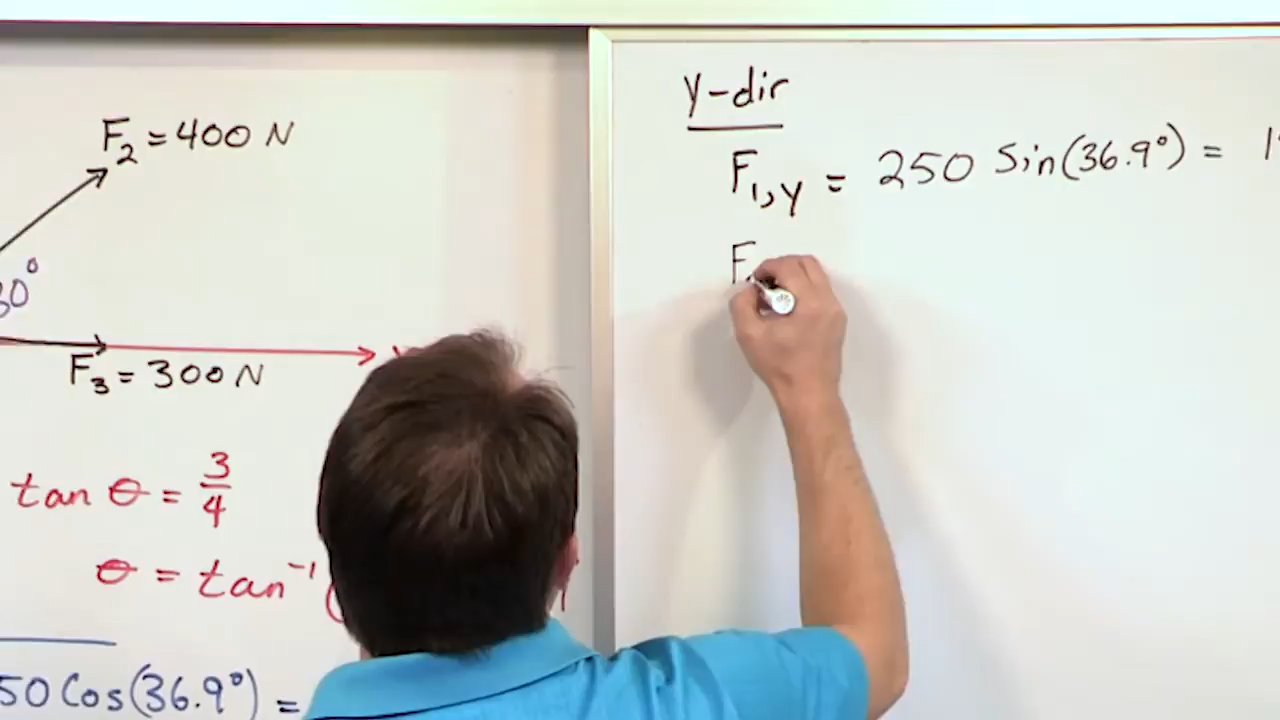 F₂ = 400 N
30°
F₃ = 300 N
tan θ = 3/4
θ = tan⁻¹(
50 Cos(36.9°) =
y-dir
F₁,y = 250 Sin(36.9°) = 1
F